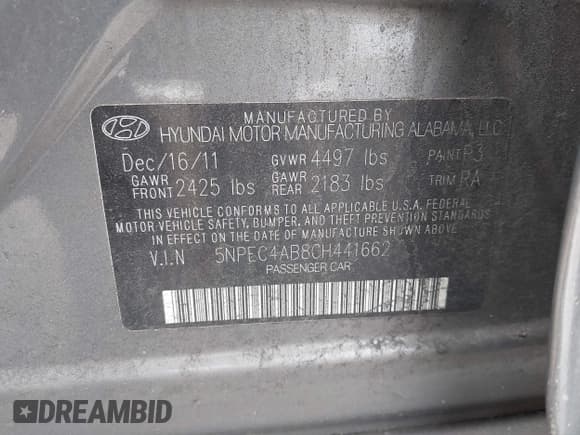 MANUFACTURED BY
HYUNDAI MOTOR MANUFACTURING ALABAMA, LLC
Dec/16/11 GVWR 4497 lbs PAINT P3
GAWR FRONT 2425 lbs GAWR REAR 2183 lbs TRIM RA
THIS VEHICLE CONFORMS TO ALL APPLICABLE U.S.A. FEDERAL
MOTOR VEHICLE SAFETY, BUMPER, AND THEFT PREVENTION STANDARDS
IN EFFECT ON THE DATE OF MANUFACTURE SHOWN ABOVE
V.I.N 5NPEC4AB8CH441662
PASSENGER CAR
DREAMBID